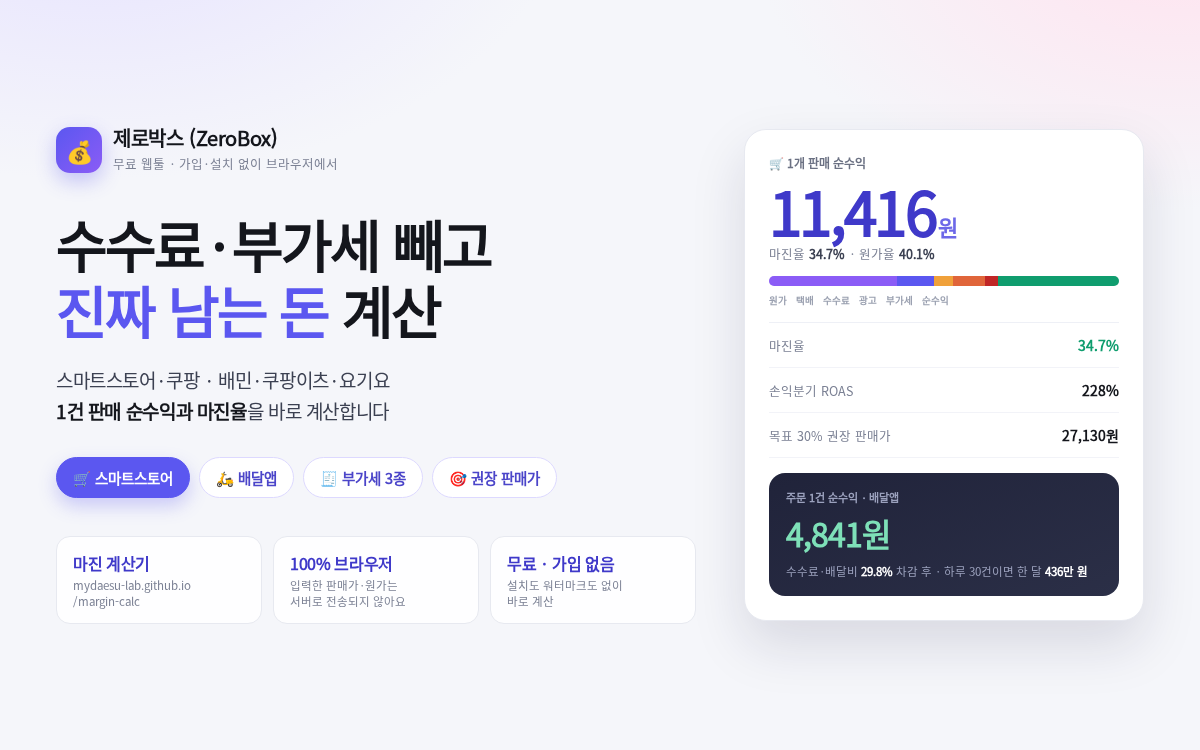 제로박스 (ZeroBox)
무료 웹툴 · 가입·설치 없이 브라우저에서
수수료·부가세 빼고
진짜 남는 돈 계산
스마트스토어·쿠팡 · 배민·쿠팡이츠·요기요
1건 판매 순수익과 마진율을 바로 계산합니다
스마트스토어
배달앱
부가세 3종
권장 판매가
마진 계산기
mydaesu-lab.github.io
/margin-calc
100% 브라우저
입력한 판매가·원가는
서버로 전송되지 않아요
무료 · 가입 없음
설치도 워터마크도 없이
바로 계산
1개 판매 순수익
11,416원
마진율 34.7% · 원가율 40.1%
원가 택배 수수료 광고 부가세 순수익
마진율 34.7%
손익분기 ROAS 228%
목표 30% 권장 판매가 27,130원
주문 1건 순수익 · 배달앱
4,841원
수수료·배달비 29.8% 차감 후 · 하루 30건이면 한 달 436만 원